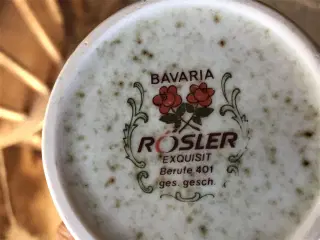 BAVARIA
RÖSLER
EXQUISIT
Berufe 401
ges. gesch.